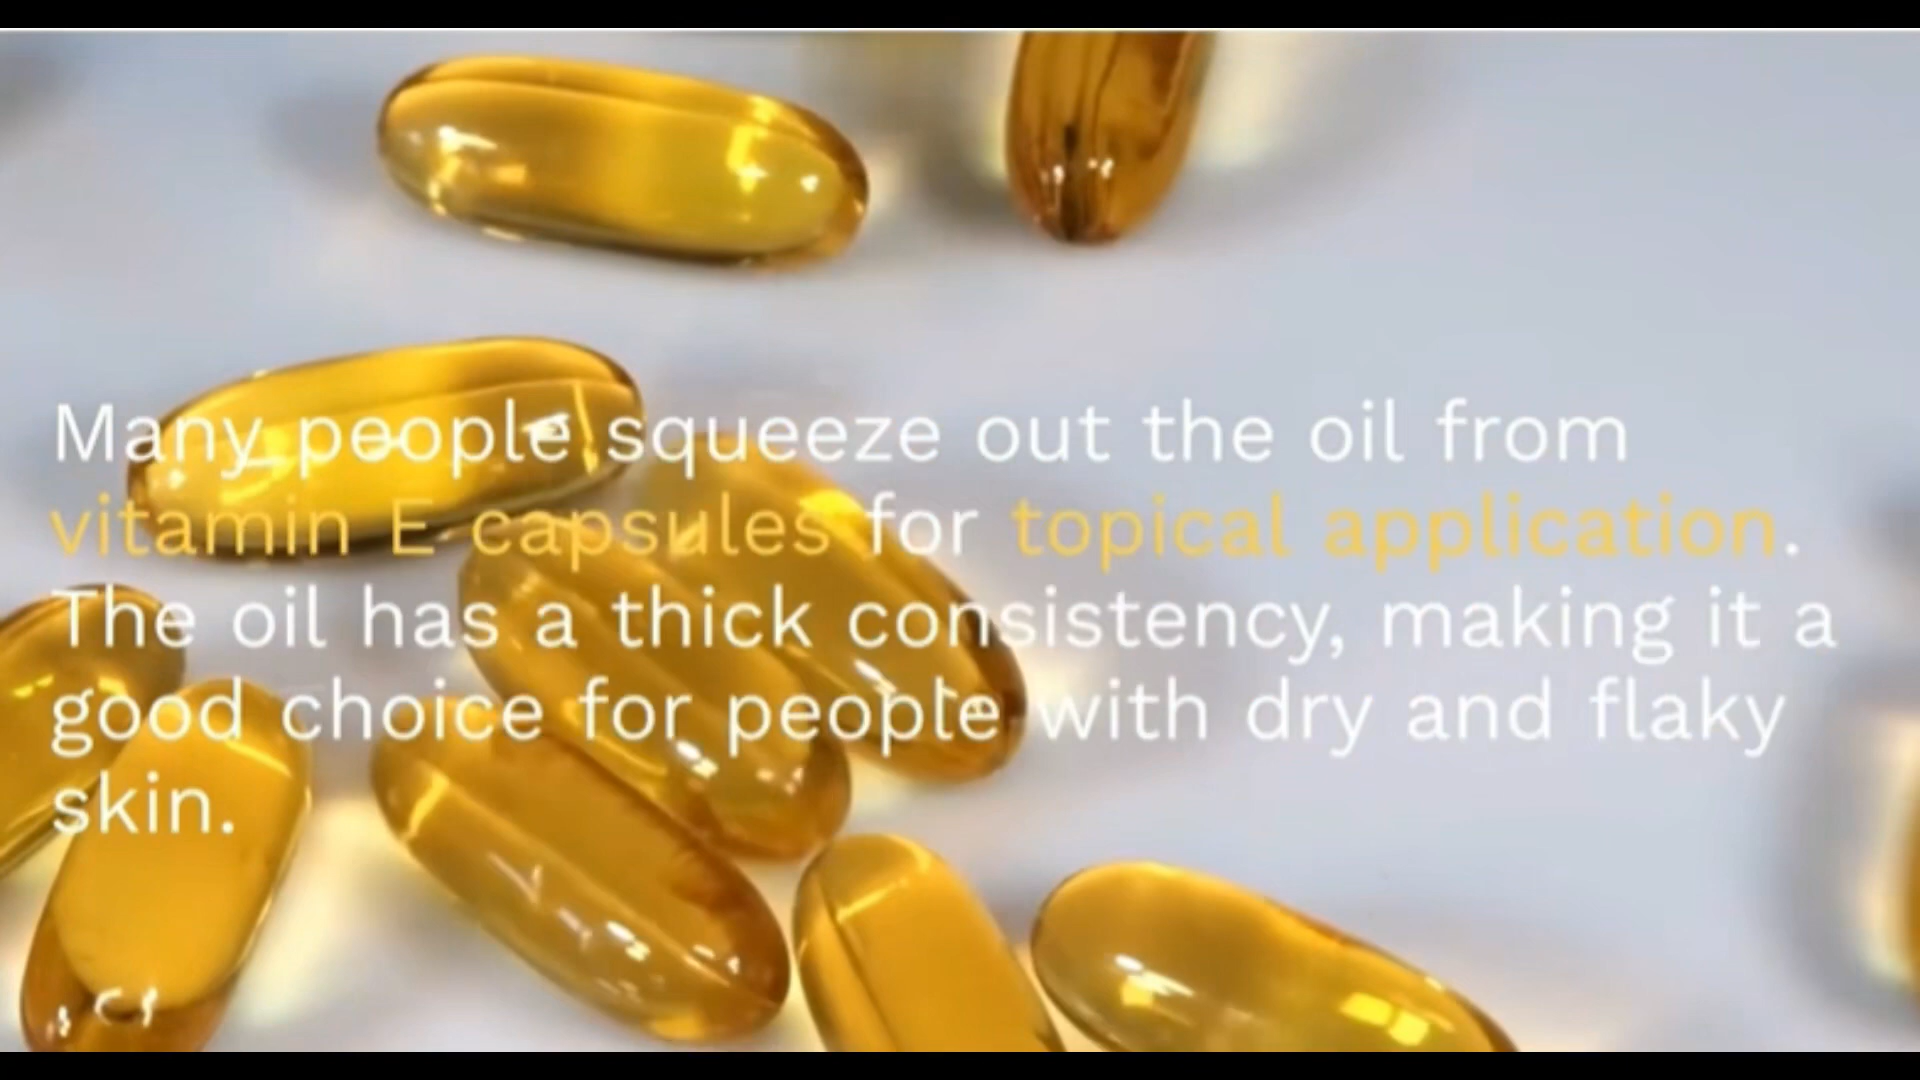 Many people squeeze out the oil from
vitamin E capsules for topical application.
The oil has a thick consistency, making it a
good choice for people with dry and flaky
skin.